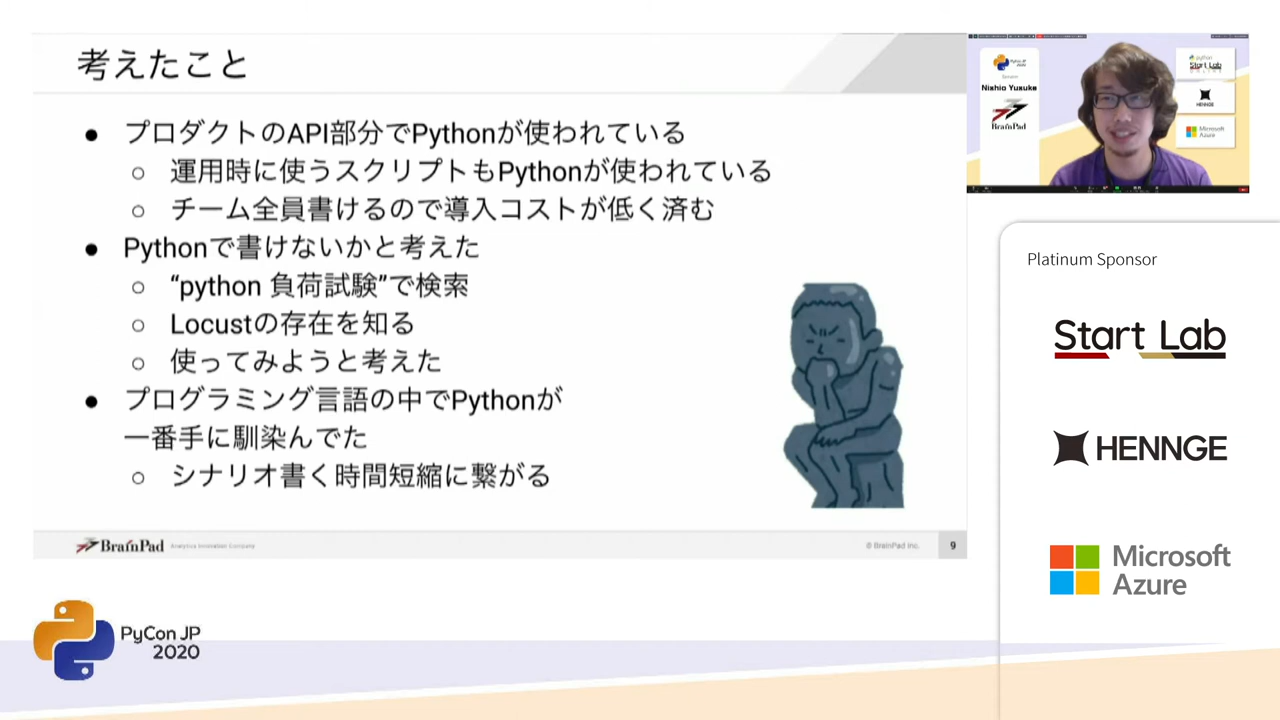 考えたこと
● プロダクトのAPI部分でPythonが使われている
○ 運用時に使うスクリプトもPythonが使われている
○ チーム全員書けるので導入コストが低く済む
● Pythonで書けないかと考えた
○ “python 負荷試験”で検索
○ Locustの存在を知る
○ 使ってみようと考えた
● プログラミング言語の中でPythonが
一番手に馴染んでた
○ シナリオ書く時間短縮に繋がる
BrainPad Analytics Innovation Company
© BrainPad Inc.
9
PyCon JP
2020
Nishio Yusuke
BrainPad
python
Start Lab
HENNGE
Microsoft
Azure
Platinum Sponsor
Start Lab
HENNGE
Microsoft
Azure
PyCon JP
2020